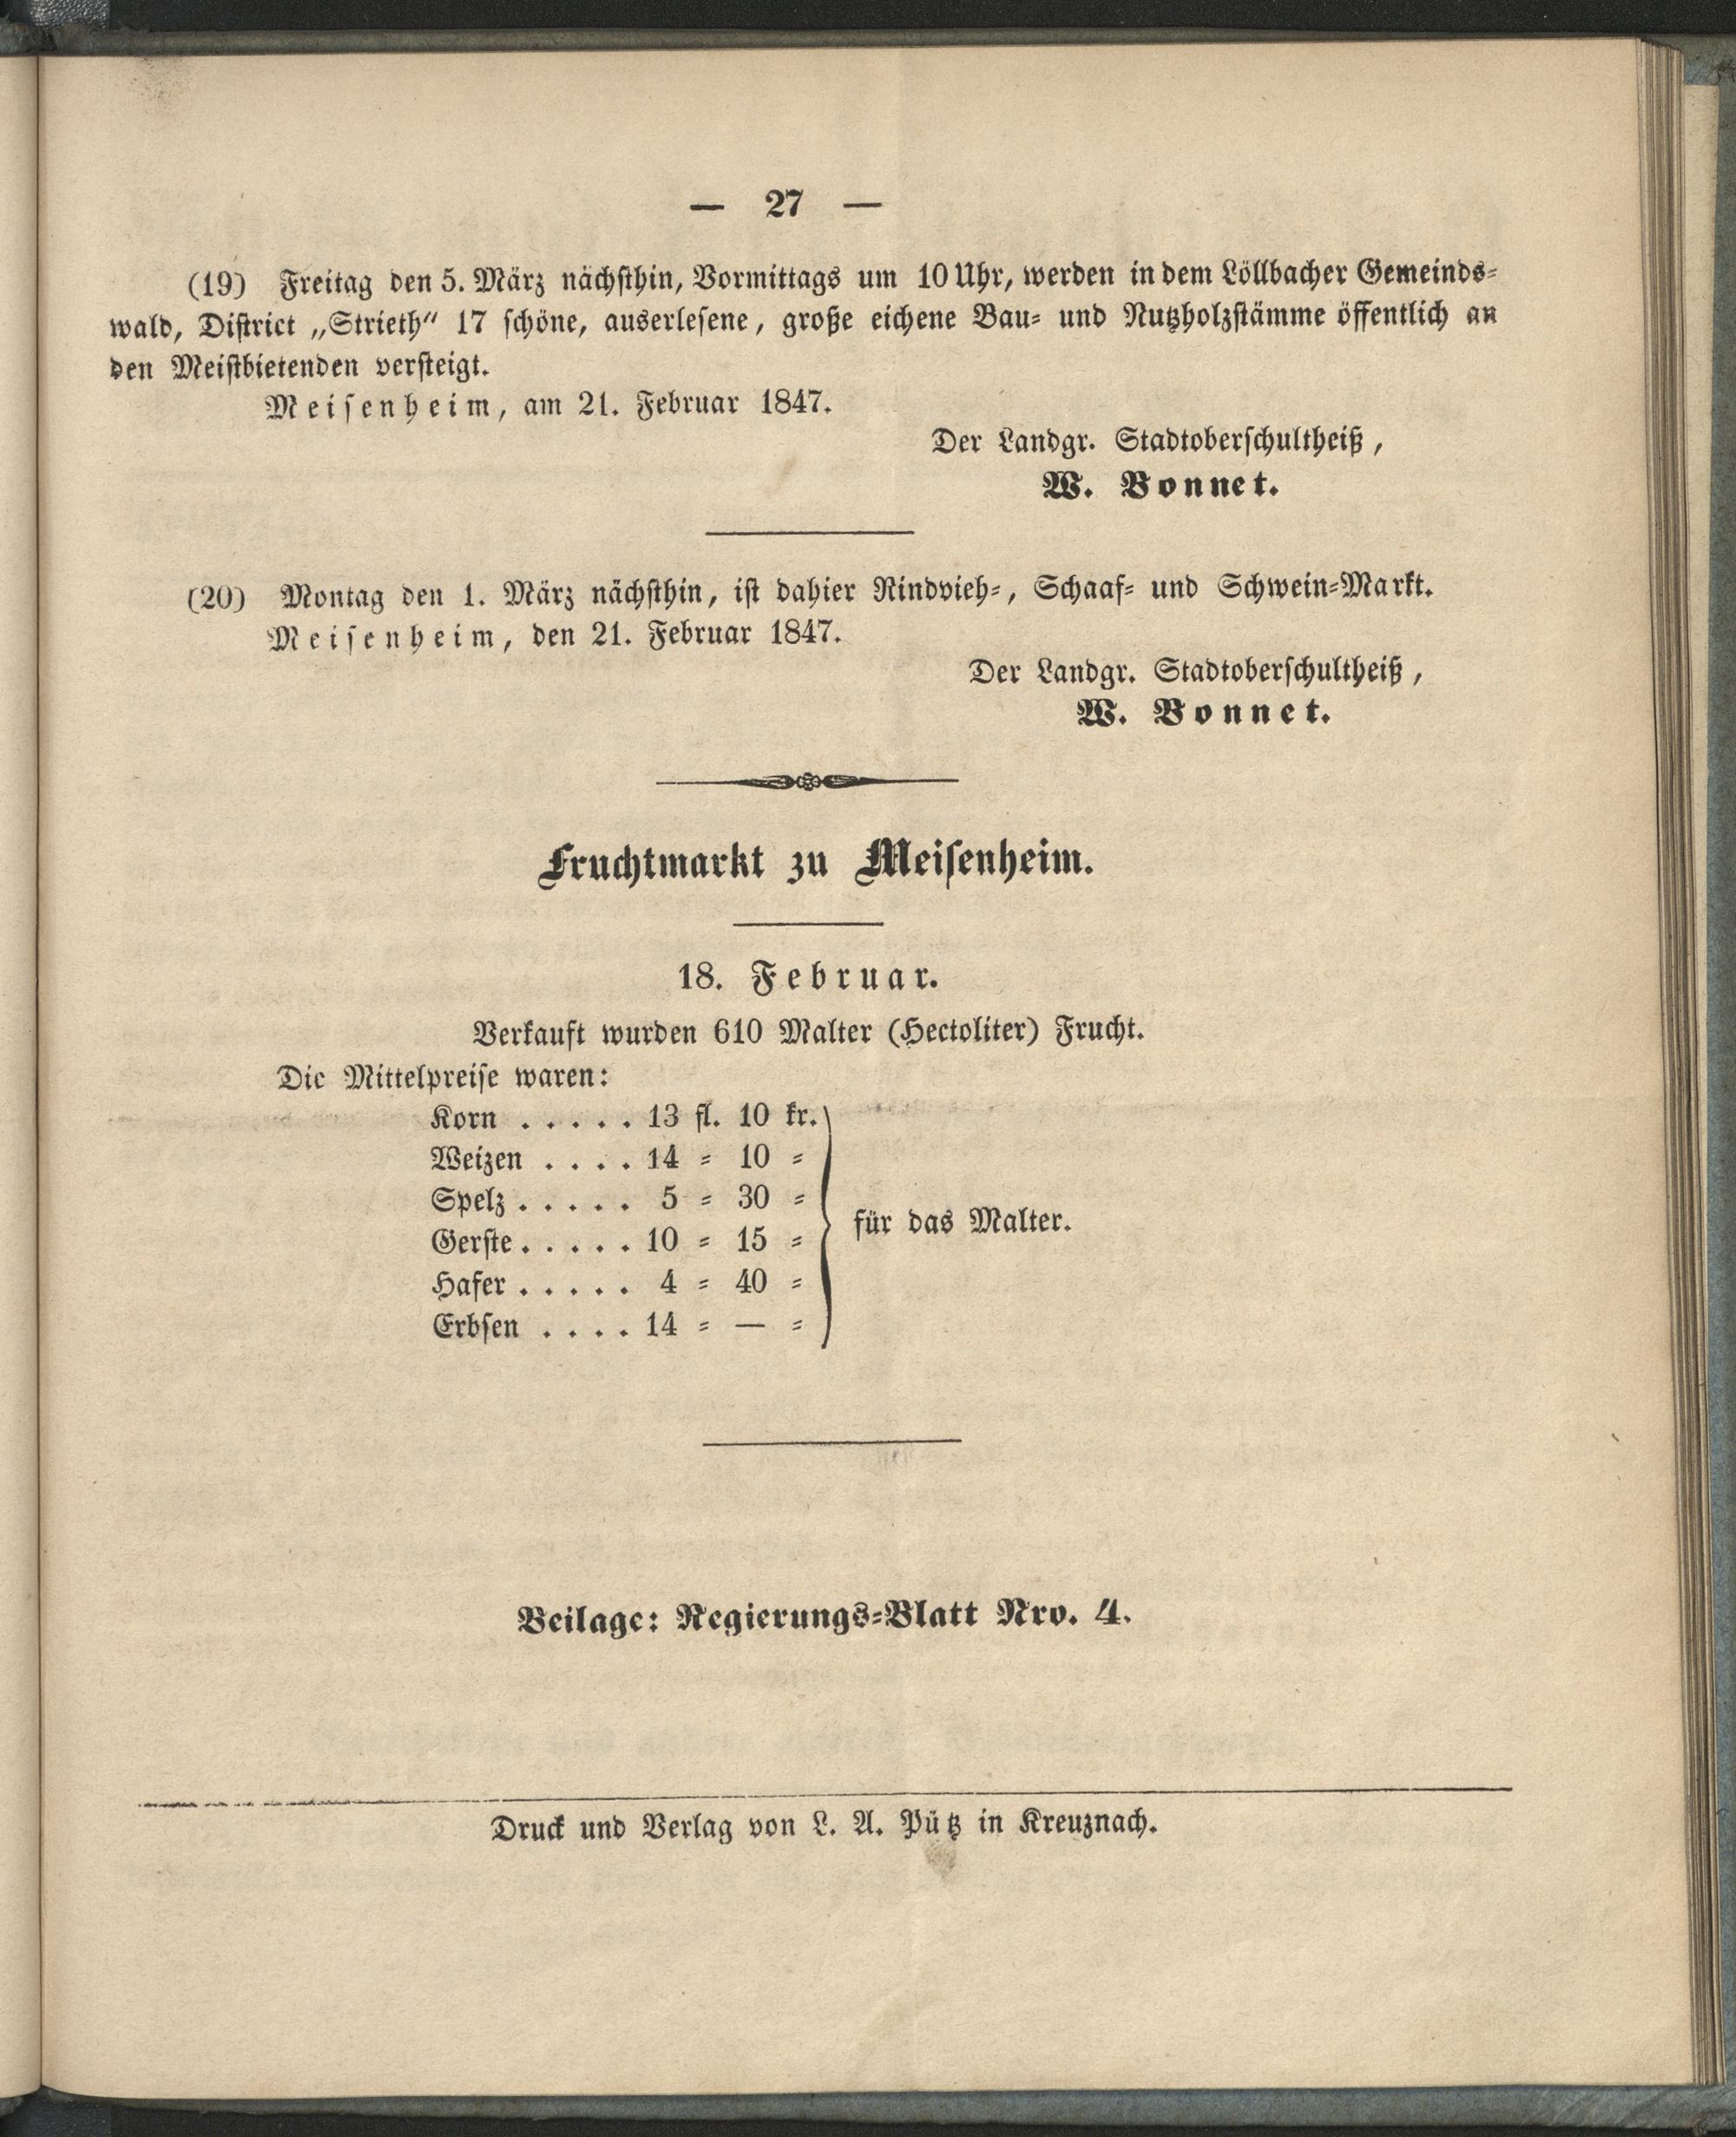 — 27 —
(19) Freitag den 5. März nächsthin, Vormittags um 10 Uhr, werden in dem Löllbacher Gemeinds-
wald, District „Strieth“ 17 schöne, auserlesene, große eichene Bau- und Nutzholzstämme öffentlich an
den Meistbietenden versteigt.
Meisenheim, am 21. Februar 1847.
Der Landgr. Stadtoberschultheiß,
W. Bonnet.
(20) Montag den 1. März nächsthin, ist dahier Rindvieh-, Schaaf- und Schwein-Markt.
Meisenheim, den 21. Februar 1847.
Der Landgr. Stadtoberschultheiß,
W. Bonnet.
Fruchtmarkt zu Meisenheim.
18. Februar.
Verkauft wurden 610 Malter (Hectoliter) Frucht.
Die Mittelpreise waren:
Korn . . . . . 13 fl. 10 kr.
Weizen . . . . 14 = 10 =
Spelz . . . . . 5 = 30 =
für das Malter.
Gerste . . . . . 10 = 15 =
Hafer . . . . . 4 = 40 =
Erbsen . . . . 14 = — =
Beilage: Regierungs-Blatt Nro. 4.
Druck und Verlag von L. A. Pütz in Kreuznach.